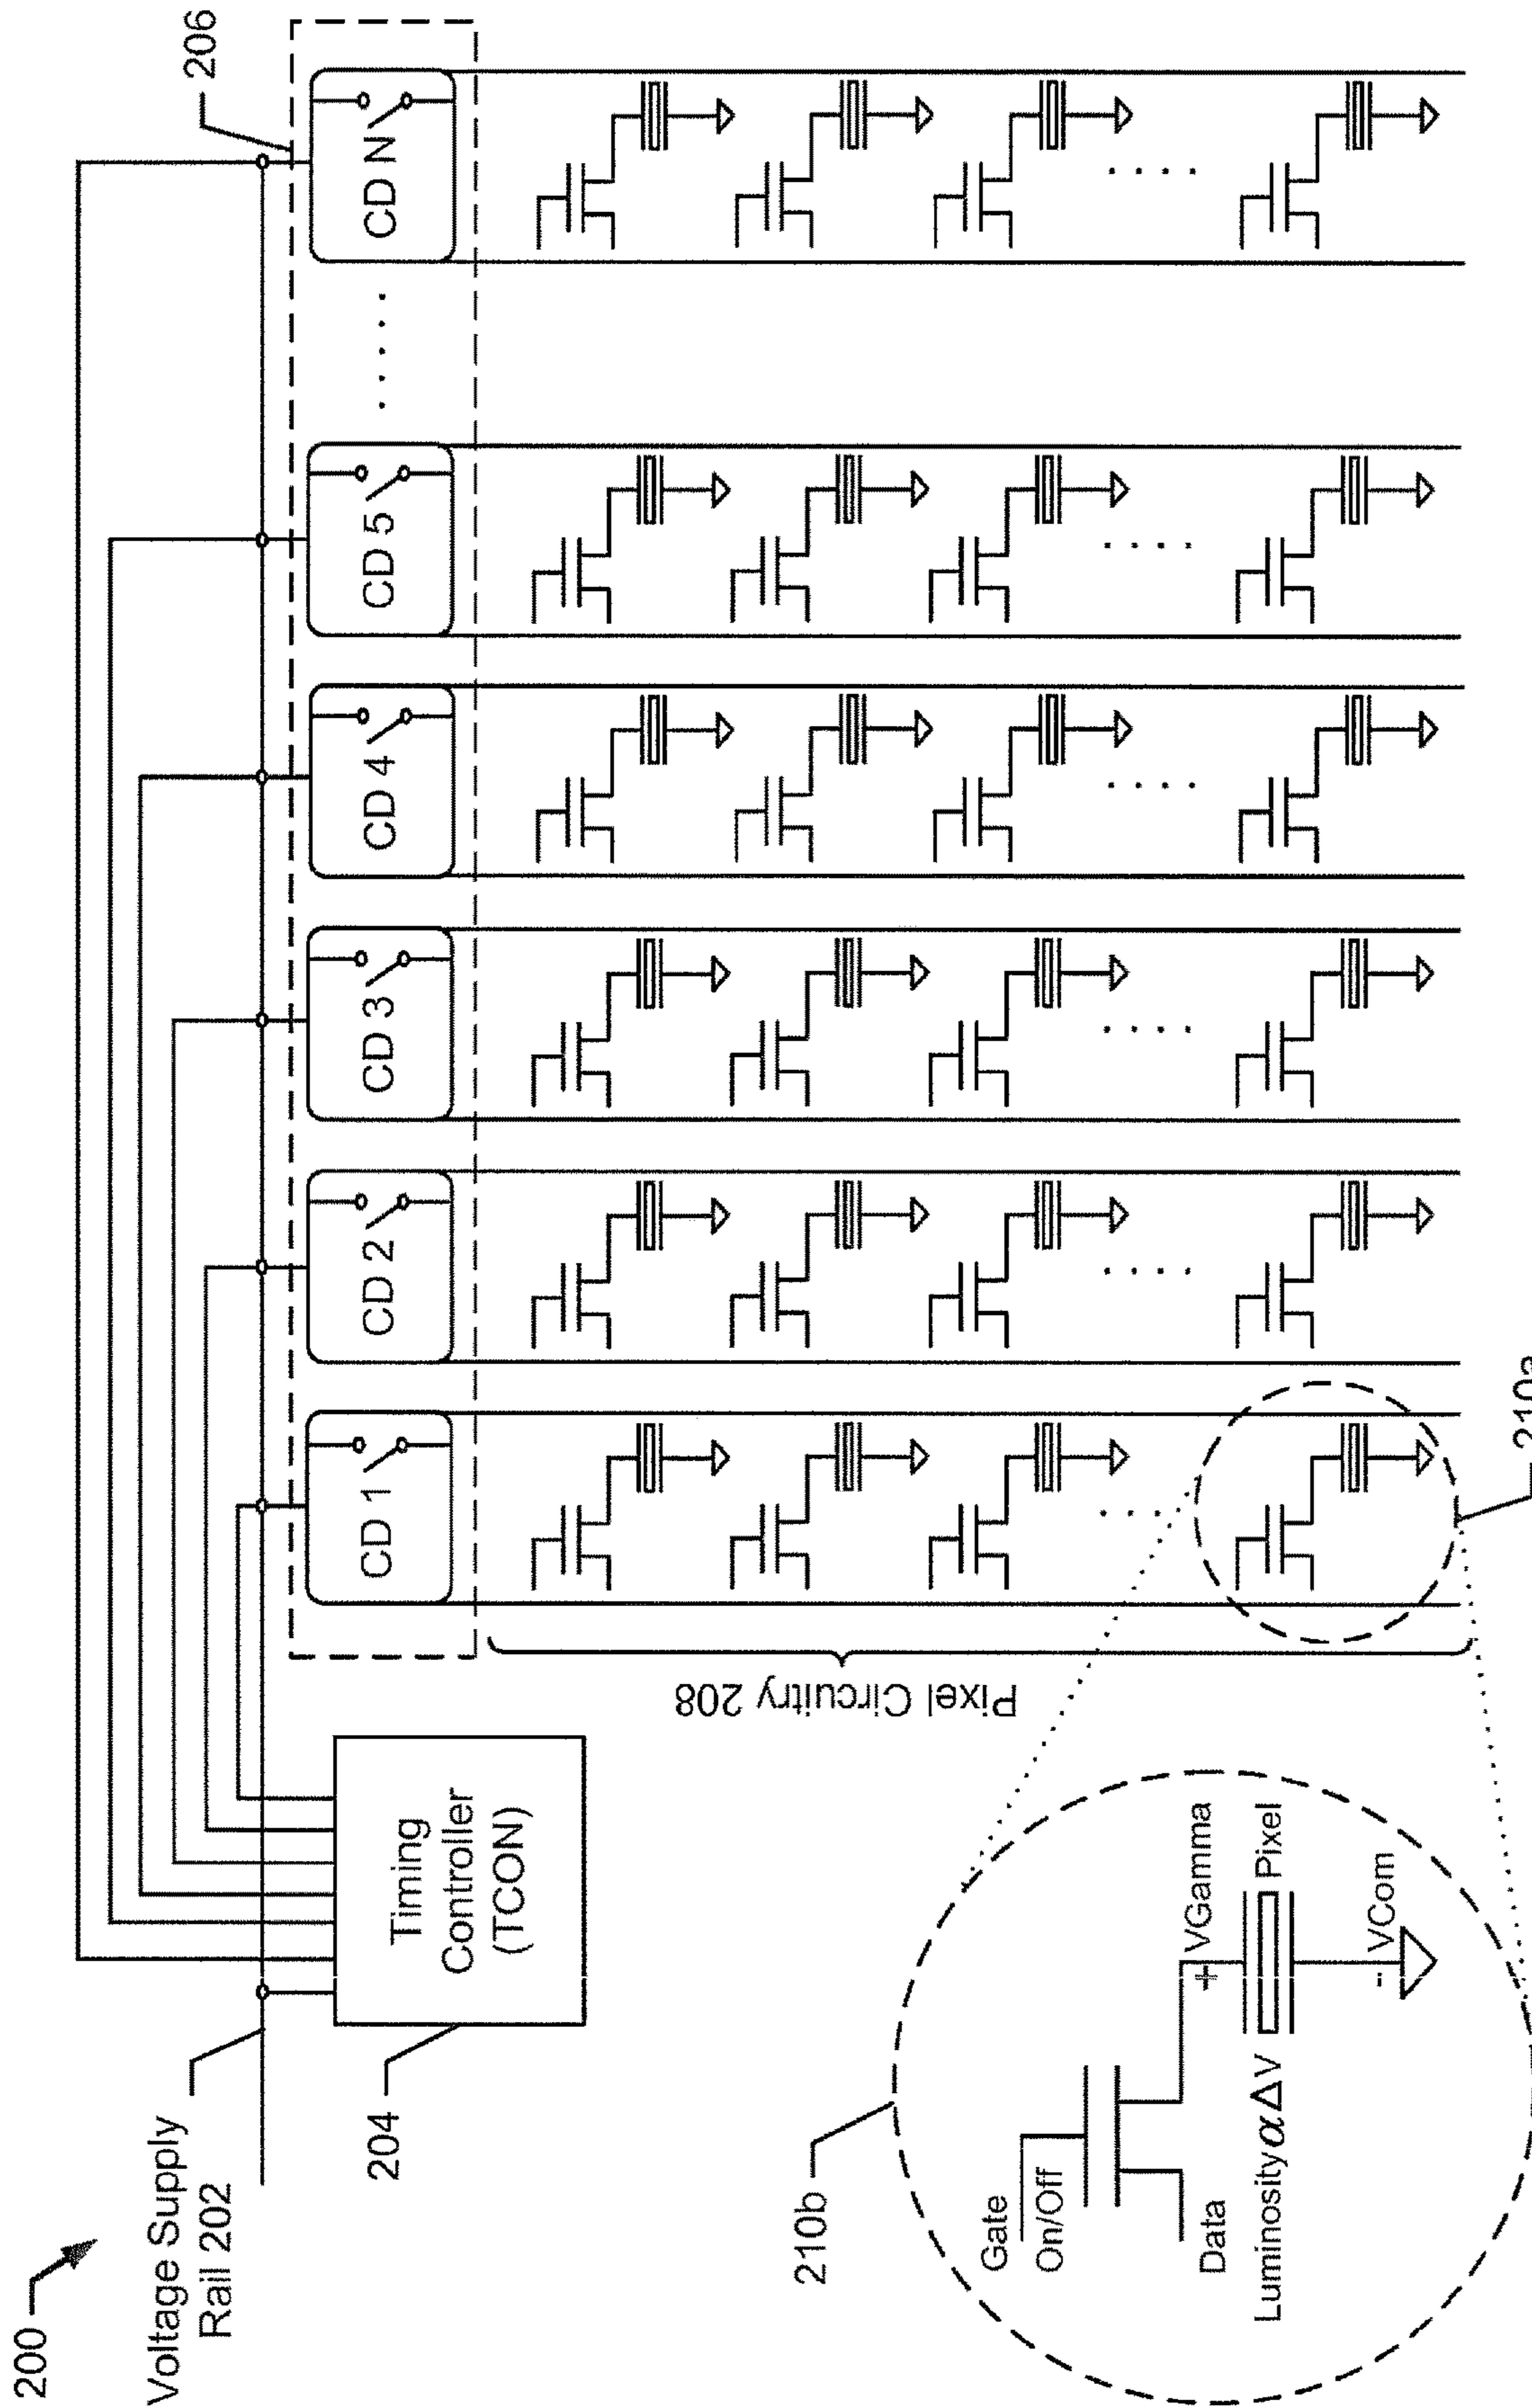 200
Voltage Supply
Rail 202
204
Timing
Controller
(TCON)
206
CD 1
CD 2
CD 3
CD 4
CD 5
. . . . .
CD N
Pixel Circuitry 208
210a
210b
Gate
On/Off
Data
+ VGamma
Pixel
Luminosity α ΔV
- VCom